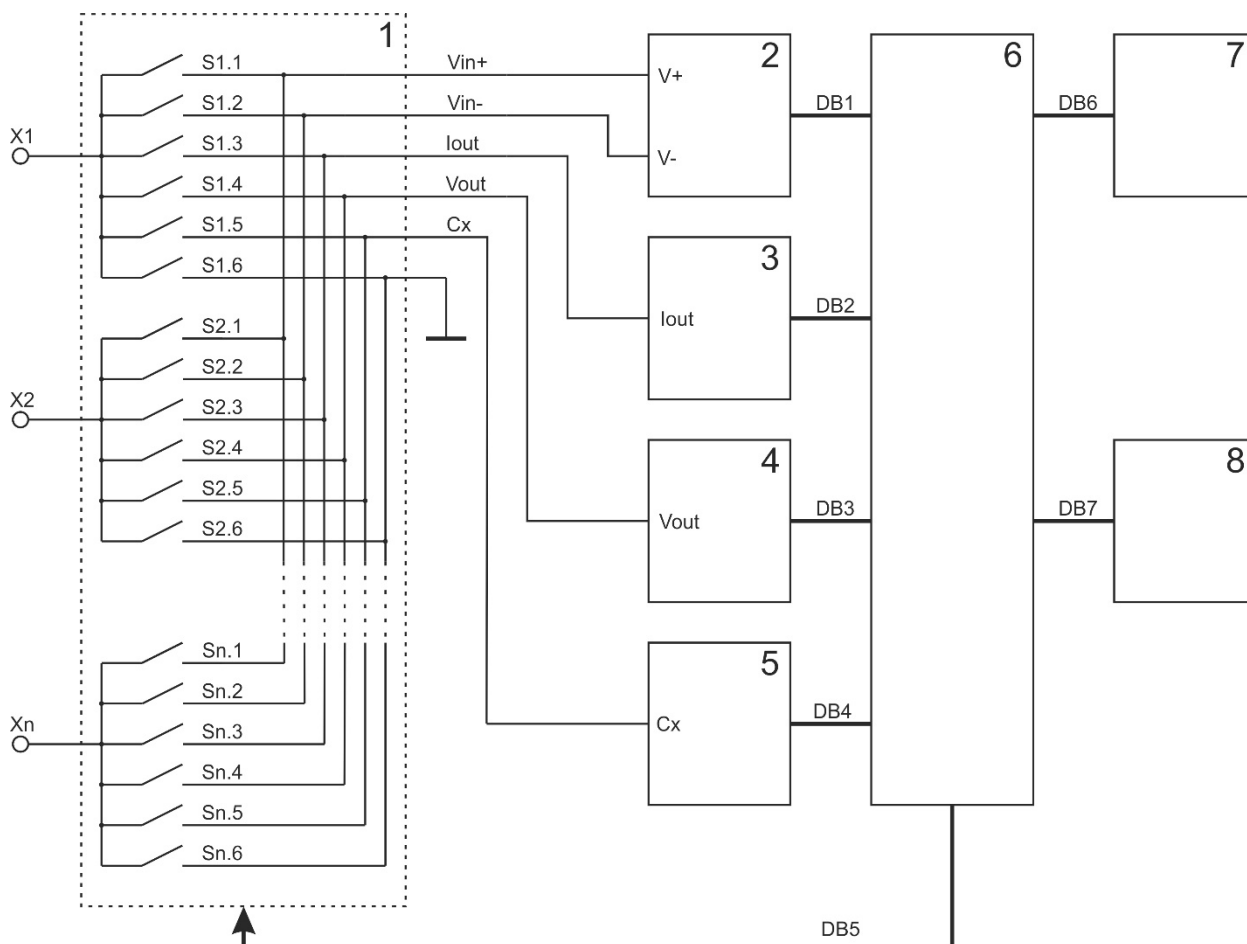 1
2
6
7
S1.1
Vin+
V+
S1.2
Vin-
DB1
DB6
X1
S1.3
Iout
V-
S1.4
Vout
S1.5
Cx
3
S1.6
S2.1
Iout
DB2
S2.2
X2
S2.3
S2.4
4
8
S2.5
Vout
DB3
DB7
S2.6
Sn.1
5
Sn.2
Xn
Sn.3
Cx
DB4
Sn.4
Sn.5
Sn.6
DB5